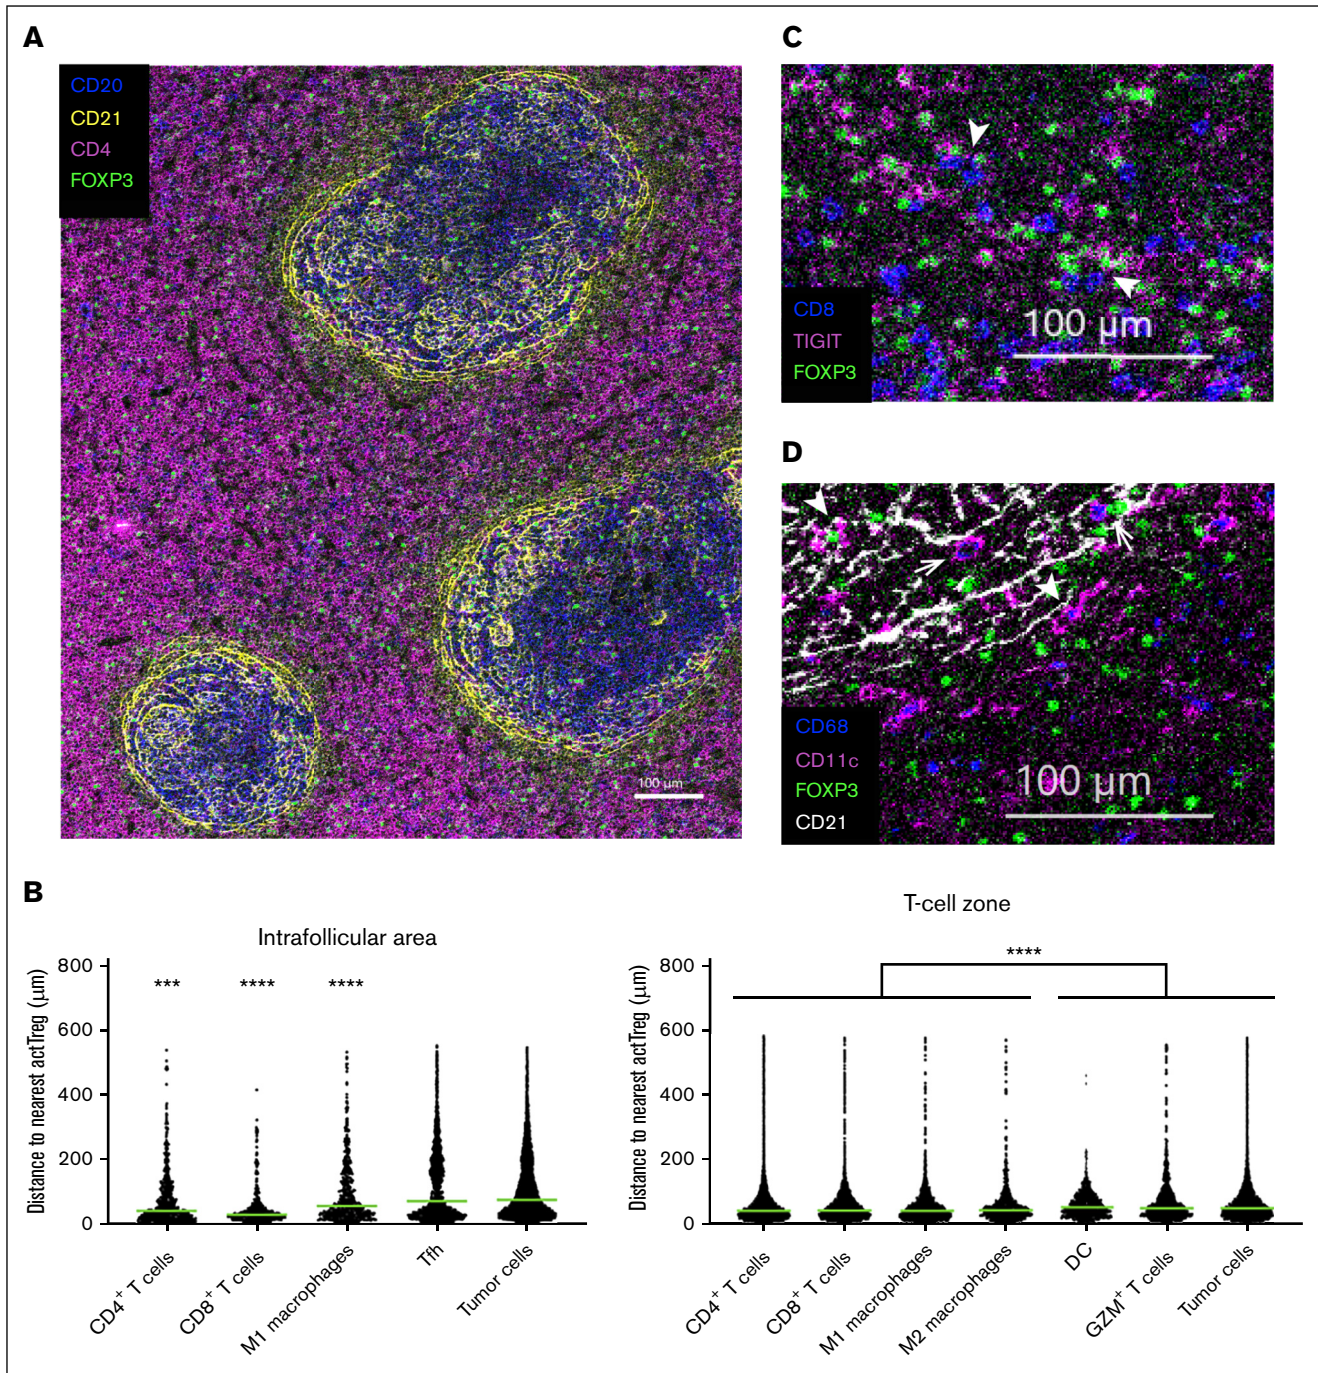 A
CD20
CD21
CD4
FOXP3
100 µm
C
CD8
TIGIT
FOXP3
100 µm
D
CD68
CD11c
FOXP3
CD21
100 µm
B
Intrafollicular area
Distance to nearest actTreg (µm)
800
600
400
200
0
*** **** ****
CD4⁺ T cells
CD8⁺ T cells
M1 macrophages
Tfh
Tumor cells
T-cell zone
Distance to nearest actTreg (µm)
800
600
400
200
0
****
CD4⁺ T cells
CD8⁺ T cells
M1 macrophages
M2 macrophages
DC
GZM⁺ T cells
Tumor cells